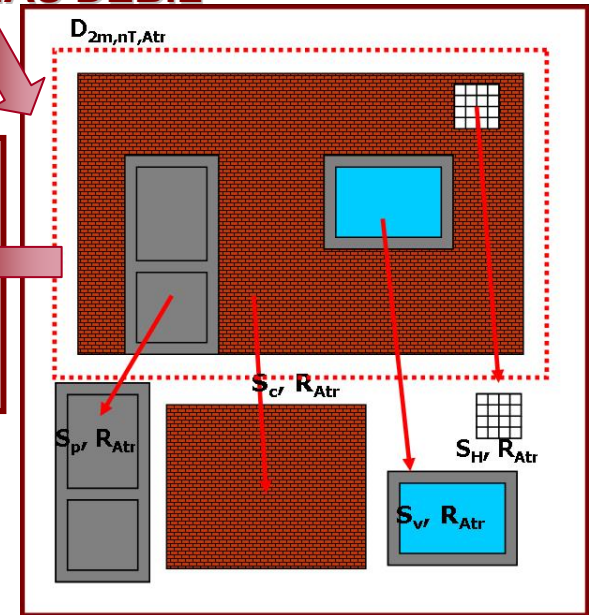 D2m,nT,Atr
Sc, RAtr
Sp, RAtr
SH, RAtr
Sv, RAtr